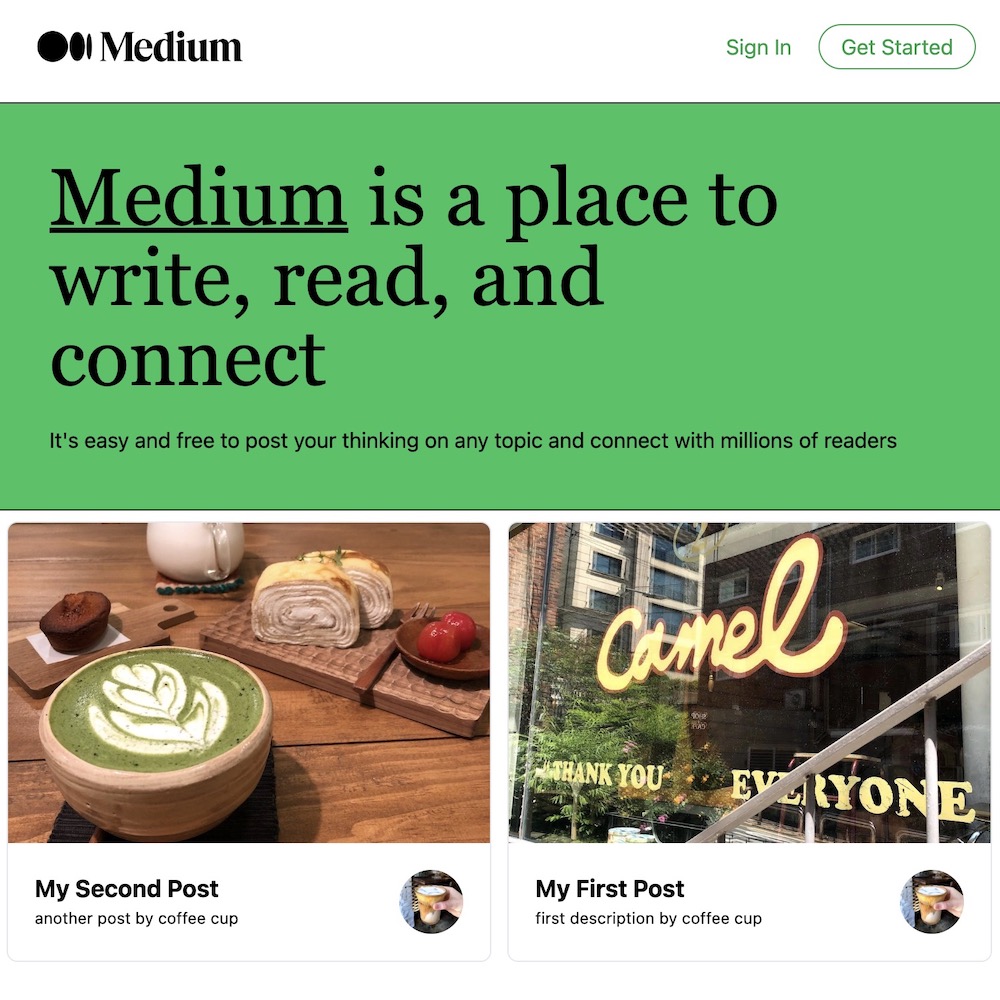 Medium
Sign In
Get Started
Medium is a place to
write, read, and
connect
It's easy and free to post your thinking on any topic and connect with millions of readers
camel
"THANK YOU
EVERYONE
My Second Post
another post by coffee cup
My First Post
first description by coffee cup